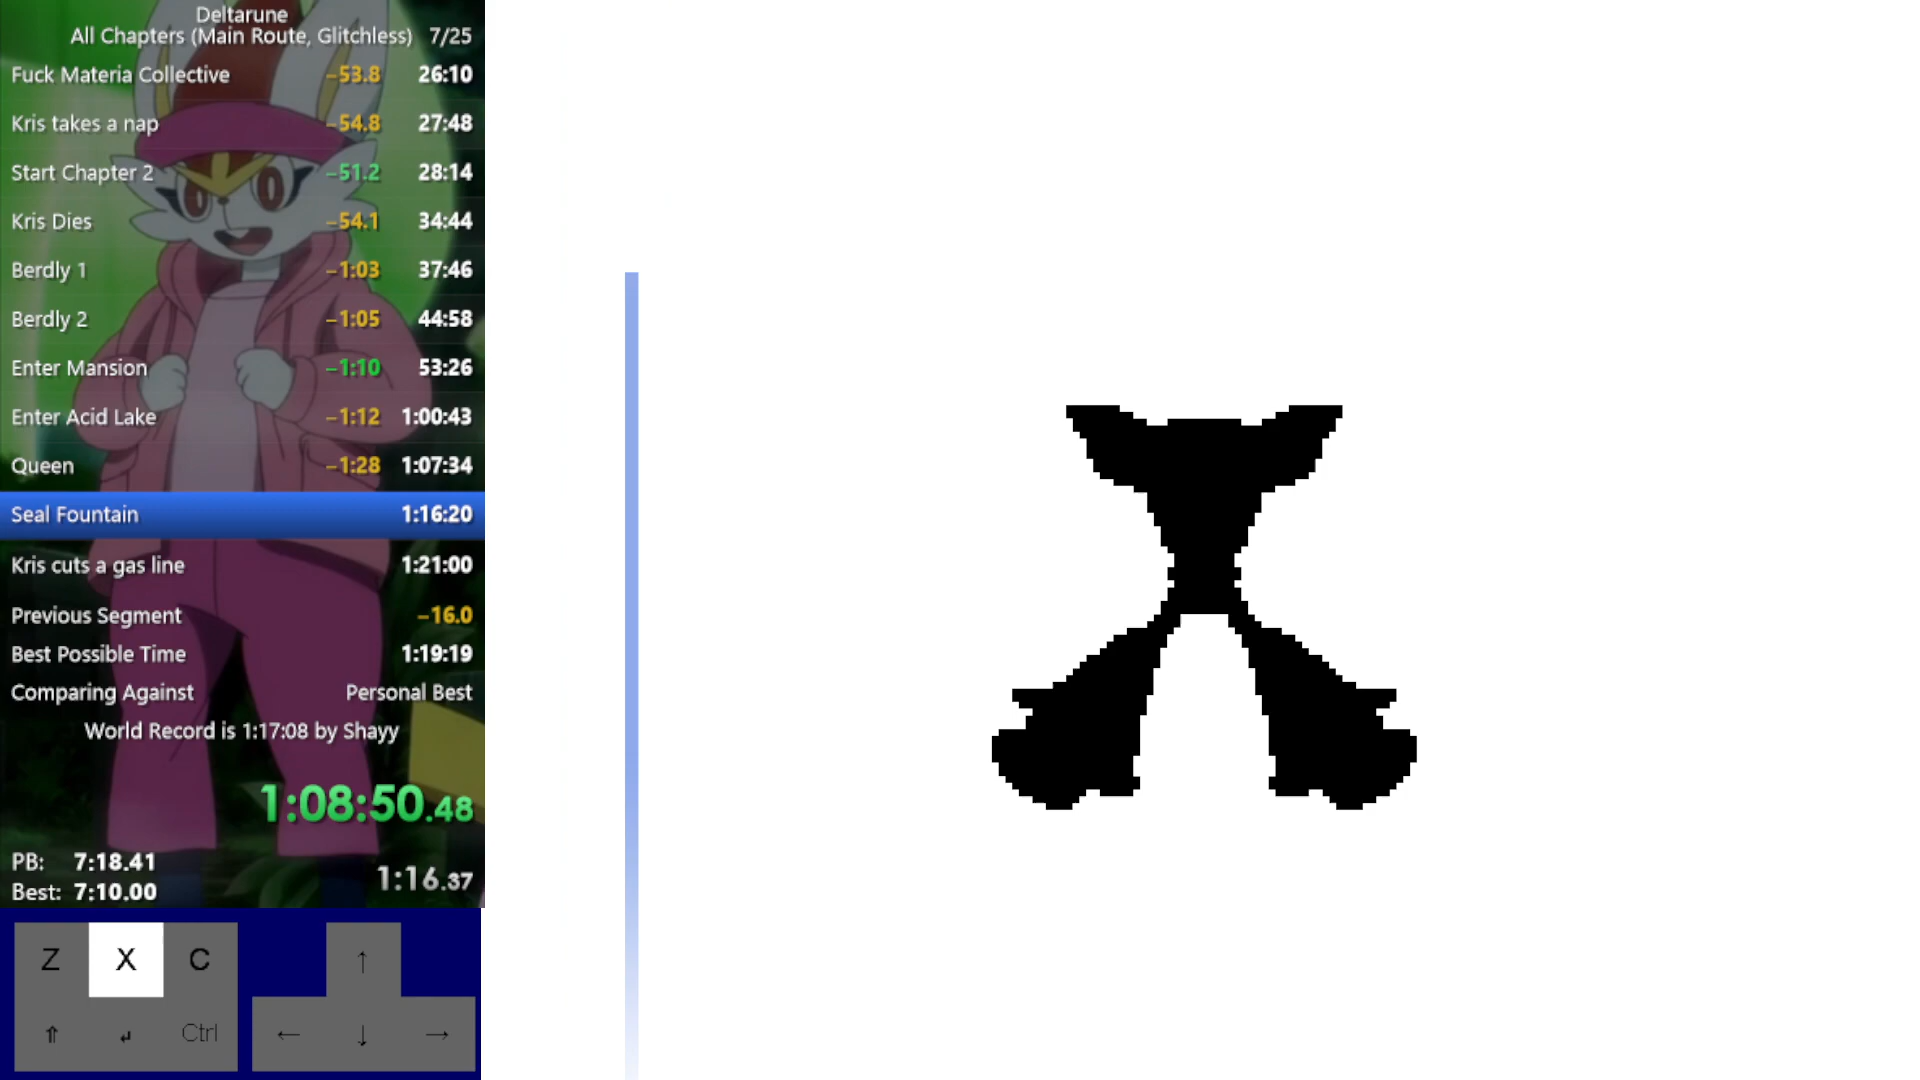 Deltarune
All Chapters (Main Route, Glitchless) 7/25
Fuck Materia Collective -53.8 26:10
Kris takes a nap -54.8 27:48
Start Chapter 2 -51.2 28:14
Kris Dies -54.1 34:44
Berdly 1 -1:03 37:46
Berdly 2 -1:05 44:58
Enter Mansion -1:10 53:26
Enter Acid Lake -1:12 1:00:43
Queen -1:28 1:07:34
Seal Fountain 1:16:20
Kris cuts a gas line 1:21:00
Previous Segment -16.0
Best Possible Time 1:19:19
Comparing Against Personal Best
World Record is 1:17:08 by Shayy
1:08:50.48
PB: 7:18.41
Best: 7:10.00
1:16.37
Z X C ↑
⇑ ↵ Ctrl ← ↓ →